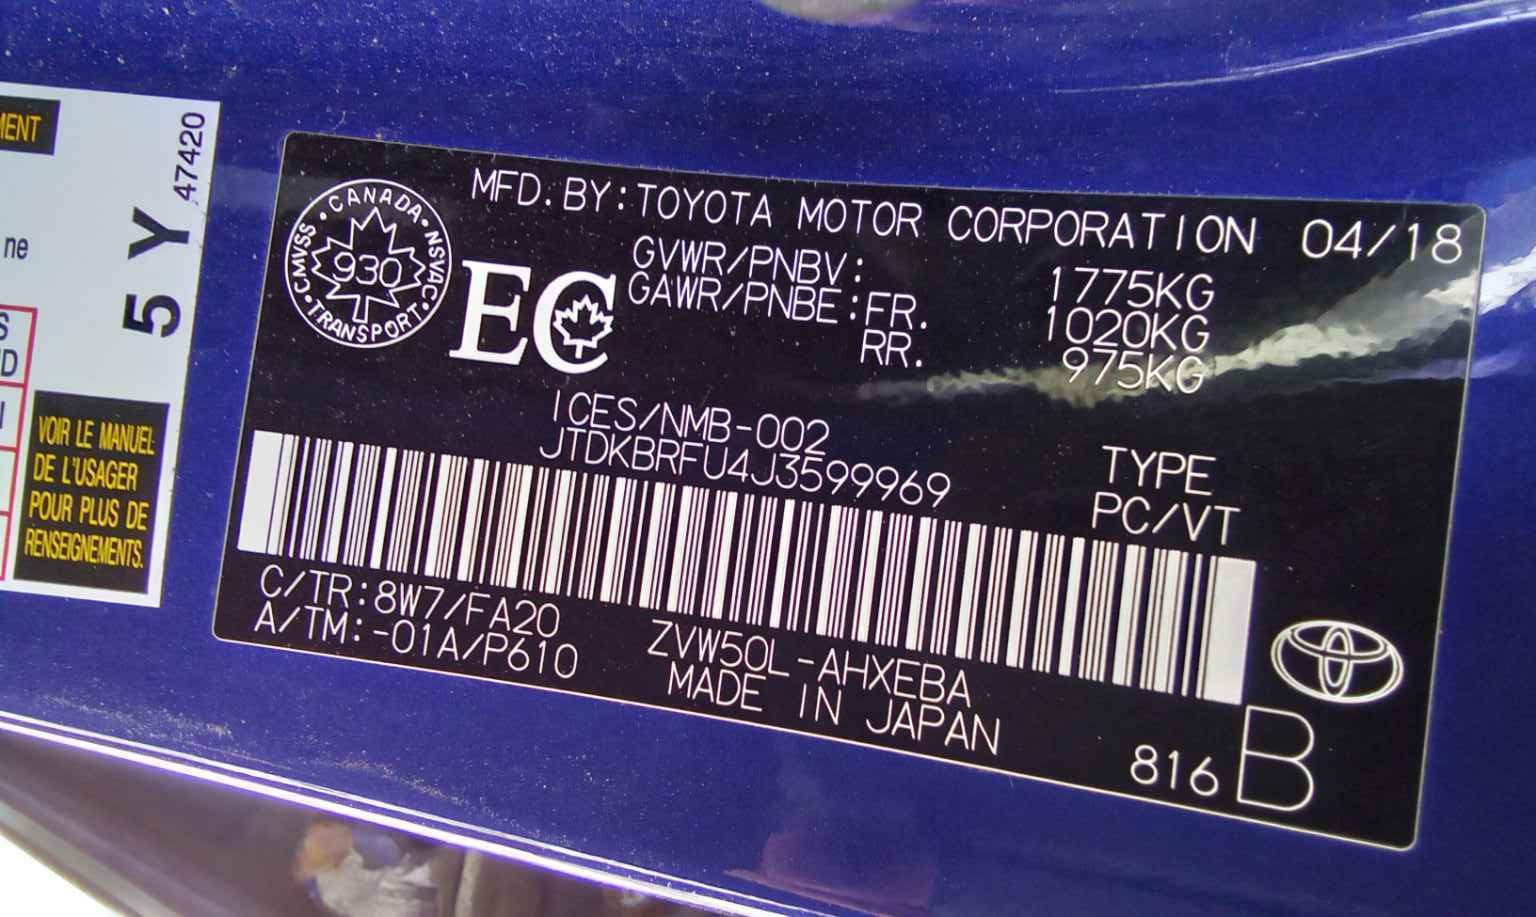 MENT
47420
ne
5 Y
S
ND
N
VOIR LE MANUEL
DE L'USAGER
POUR PLUS DE
RENSEIGNEMENTS.
CANADA · NSVAC · TRANSPORT · CMVSS ·
930
EC
MFD. BY: TOYOTA MOTOR CORPORATION 04/18
GVWR/PNBV: 1775KG
GAWR/PNBE: FR. 1020KG
RR. 975KG
ICES/NMB-002
JTDKBRFU4J3599969
TYPE
PC/VT
C/TR: 8W7/FA20
A/TM: -01A/P610
ZVW50L-AHXEBA
MADE IN JAPAN
816 B